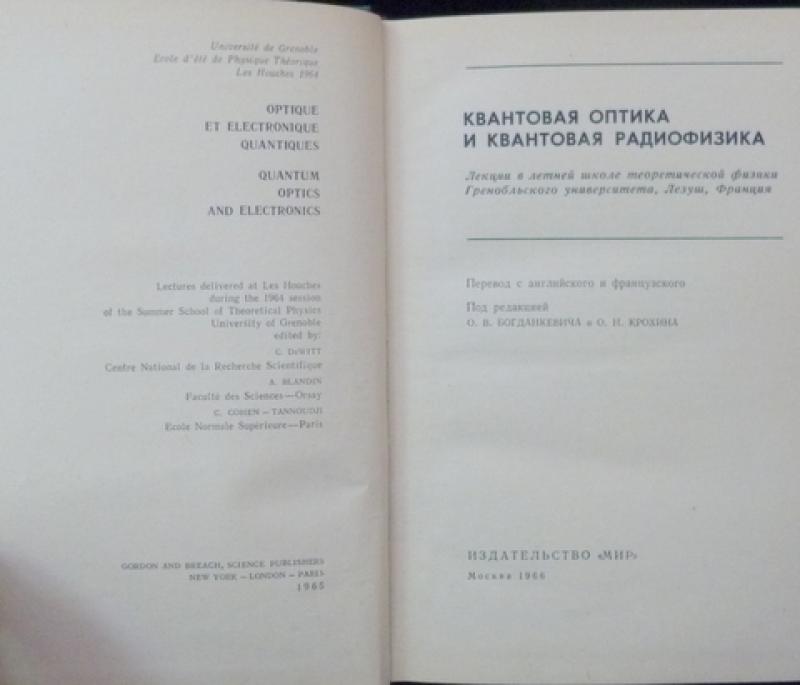 Université de Grenoble
Ecole d'été de Physique Théorique
Les Houches 1964
OPTIQUE
ET ELECTRONIQUE
QUANTIQUES
QUANTUM
OPTICS
AND ELECTRONICS
Lectures delivered at Les Houches
during the 1964 session
of the Summer School of Theoretical Physics
University of Grenoble
edited by:
C. DeWITT
Centre National de la Recherche Scientifique
A. BLANDIN
Faculté des Sciences—Orsay
C. COHEN – TANNOUDJI
Ecole Normale Supérieure—Paris
GORDON AND BREACH, SCIENCE PUBLISHERS
NEW YORK – LONDON – PARIS
1965
КВАНТОВАЯ ОПТИКА
И КВАНТОВАЯ РАДИОФИЗИКА
Лекции в летней школе теоретической физики
Гренобльского университета, Лезуш, Франция
Перевод с английского и французского
Под редакцией
О. В. БОГДАНКЕВИЧА и О. Н. КРОХИНА
ИЗДАТЕЛЬСТВО «МИР»
Москва 1966